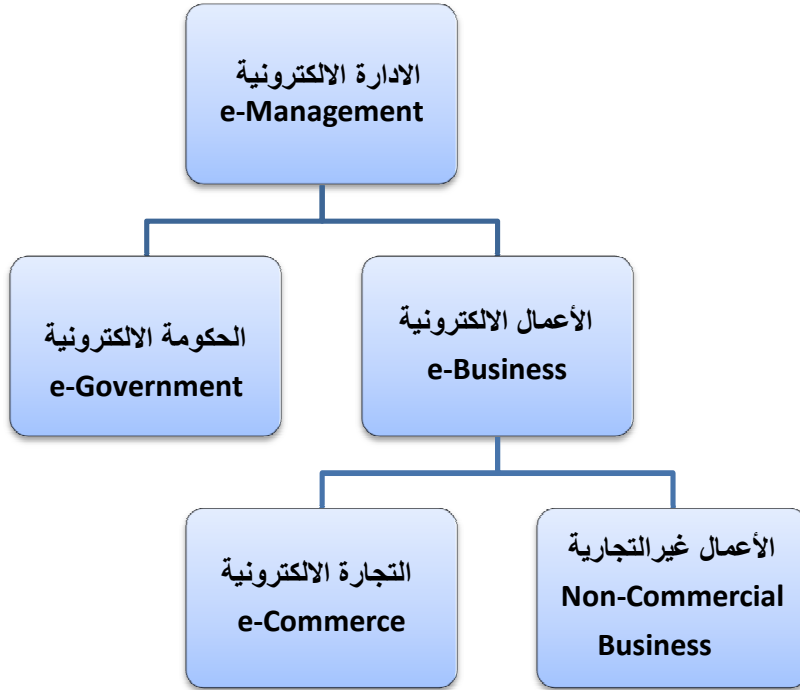 الادارة الالكترونية
e-Management
الحكومة الالكترونية
e-Government
الأعمال الالكترونية
e-Business
التجارة الالكترونية
e-Commerce
الأعمال غيرالتجارية
Non-Commercial
Business